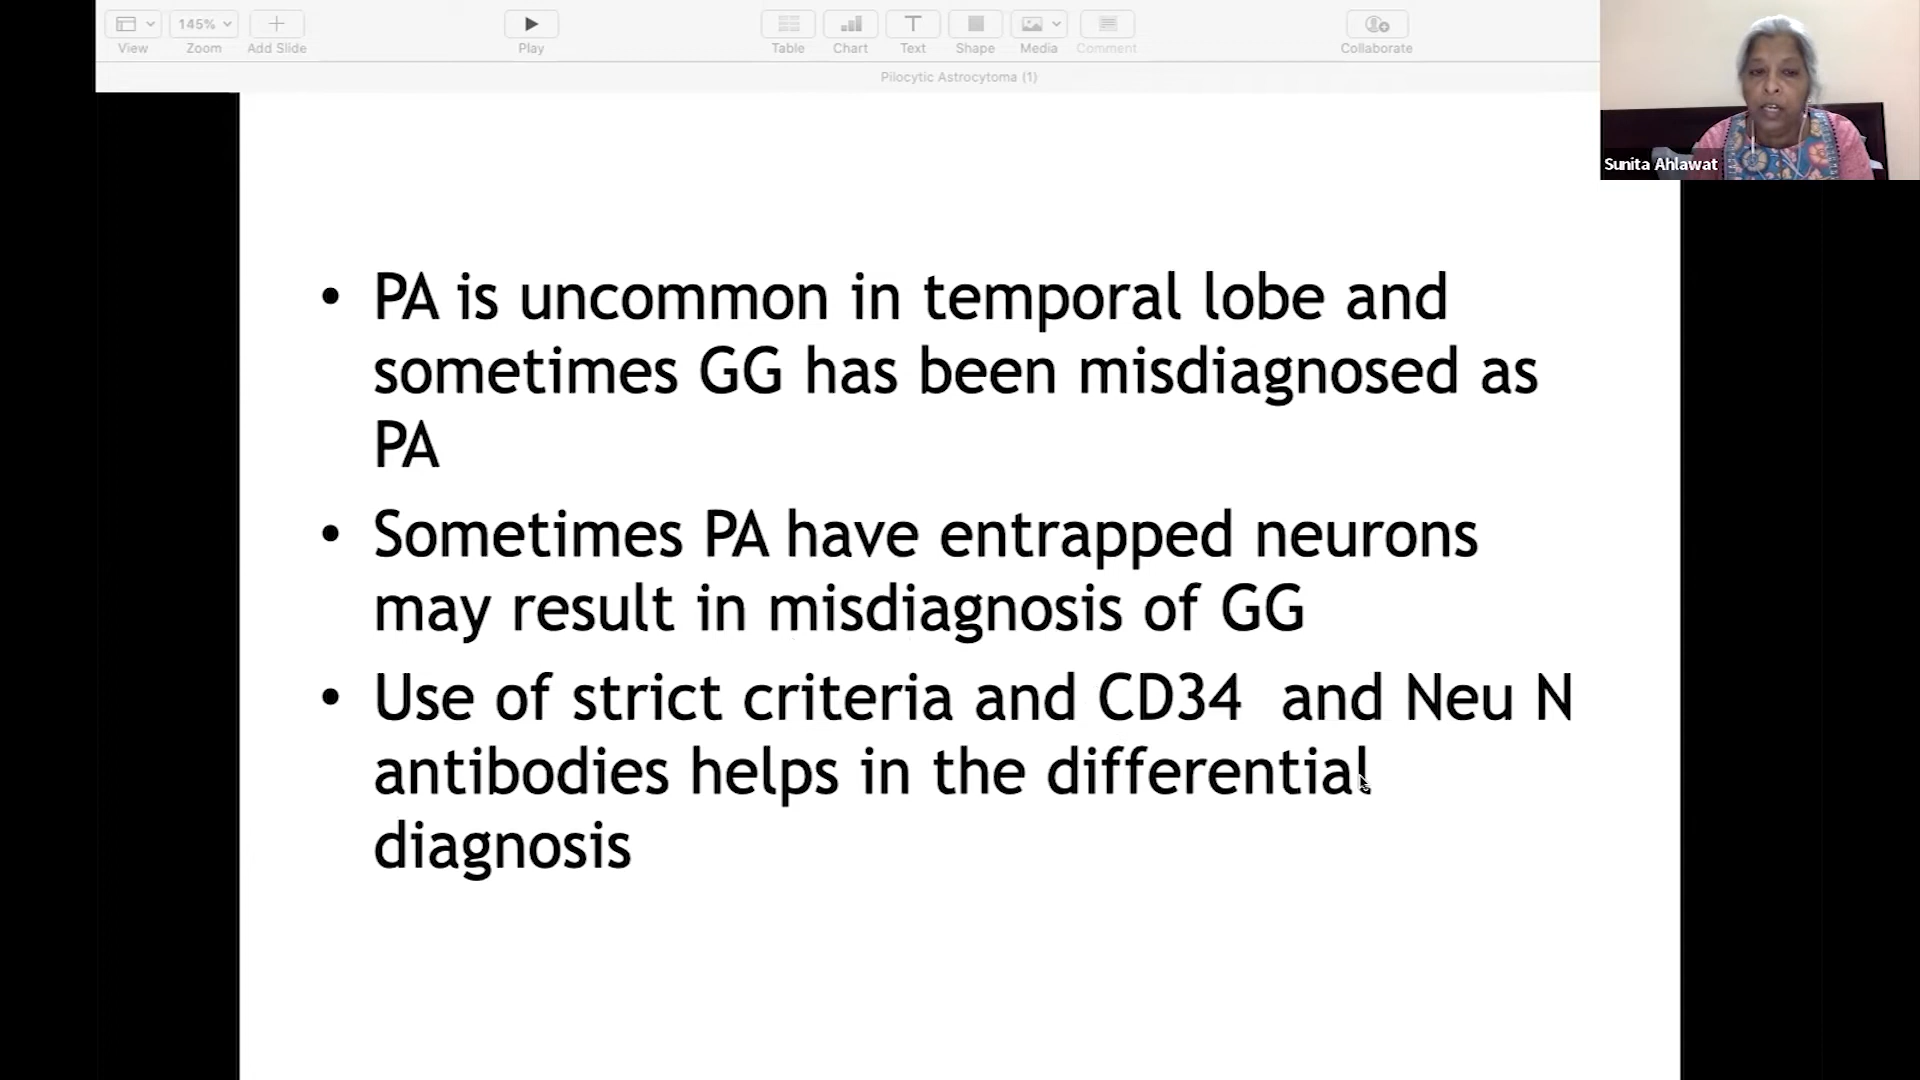 145%
View
Zoom
Add Slide
Play
Table
Chart
Text
Shape
Media
Comment
Collaborate
Pilocytic Astrocytoma (1)
Sunita Ahlawat
• PA is uncommon in temporal lobe and
sometimes GG has been misdiagnosed as
PA
• Sometimes PA have entrapped neurons
may result in misdiagnosis of GG
• Use of strict criteria and CD34  and Neu N
antibodies helps in the differential
diagnosis